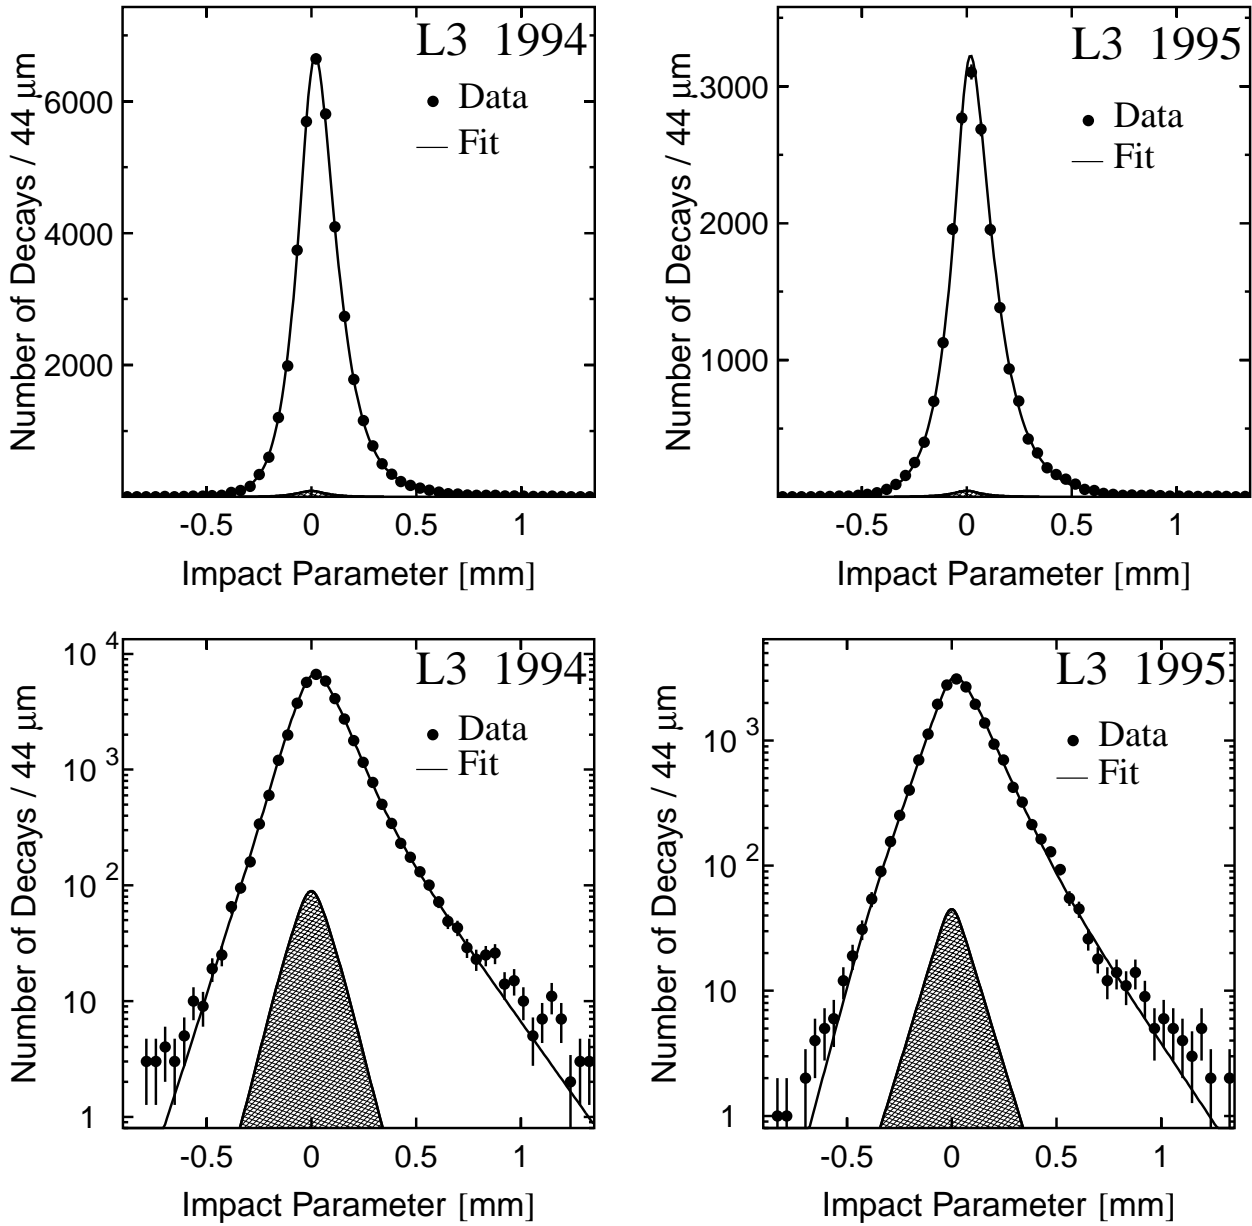 L3 1994
Data
Fit
6000
4000
2000
-0.5 0 0.5 1
Impact Parameter [mm]
Number of Decays / 44 μm
L3 1995
Data
Fit
3000
2000
1000
-0.5 0 0.5 1
Impact Parameter [mm]
Number of Decays / 44 μm
L3 1994
Data
Fit
10 4
10 3
10 2
10
1
-0.5 0 0.5 1
Impact Parameter [mm]
Number of Decays / 44 μm
L3 1995
Data
Fit
10 3
10 2
10
1
-0.5 0 0.5 1
Impact Parameter [mm]
Number of Decays / 44 μm